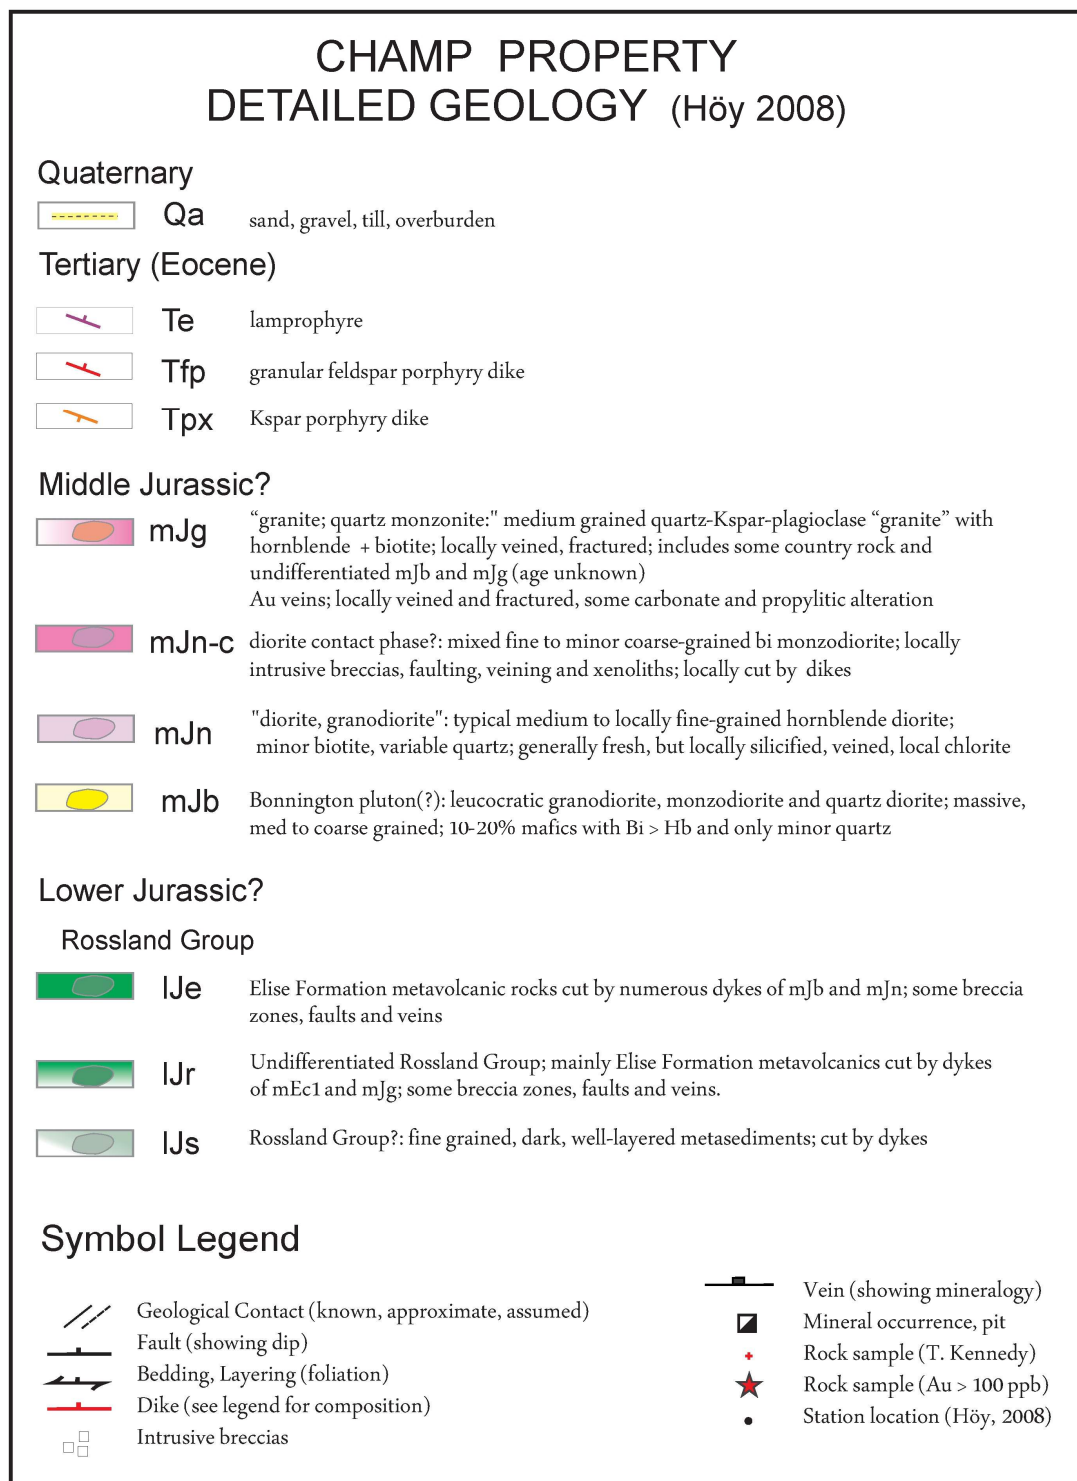 CHAMP PROPERTY
DETAILED GEOLOGY (Höy 2008)
Quaternary
Qa sand, gravel, till, overburden
Tertiary (Eocene)
Te lamprophyre
Tfp granular feldspar porphyry dike
Tpx Kspar porphyry dike
Middle Jurassic?
mJg “granite; quartz monzonite:" medium grained quartz-Kspar-plagioclase “granite” with
hornblende + biotite; locally veined, fractured; includes some country rock and
undifferentiated mJb and mJg (age unknown)
Au veins; locally veined and fractured, some carbonate and propylitic alteration
mJn-c diorite contact phase?: mixed fine to minor coarse-grained bi monzodiorite; locally
intrusive breccias, faulting, veining and xenoliths; locally cut by dikes
mJn "diorite, granodiorite": typical medium to locally fine-grained hornblende diorite;
minor biotite, variable quartz; generally fresh, but locally silicified, veined, local chlorite
mJb Bonnington pluton(?): leucocratic granodiorite, monzodiorite and quartz diorite; massive,
med to coarse grained; 10-20% mafics with Bi > Hb and only minor quartz
Lower Jurassic?
Rossland Group
lJe Elise Formation metavolcanic rocks cut by numerous dykes of mJb and mJn; some breccia
zones, faults and veins
lJr Undifferentiated Rossland Group; mainly Elise Formation metavolcanics cut by dykes
of mEc1 and mJg; some breccia zones, faults and veins.
lJs Rossland Group?: fine grained, dark, well-layered metasediments; cut by dykes
Symbol Legend
Geological Contact (known, approximate, assumed)
Fault (showing dip)
Bedding, Layering (foliation)
Dike (see legend for composition)
Intrusive breccias
Vein (showing mineralogy)
Mineral occurrence, pit
Rock sample (T. Kennedy)
Rock sample (Au > 100 ppb)
Station location (Höy, 2008)